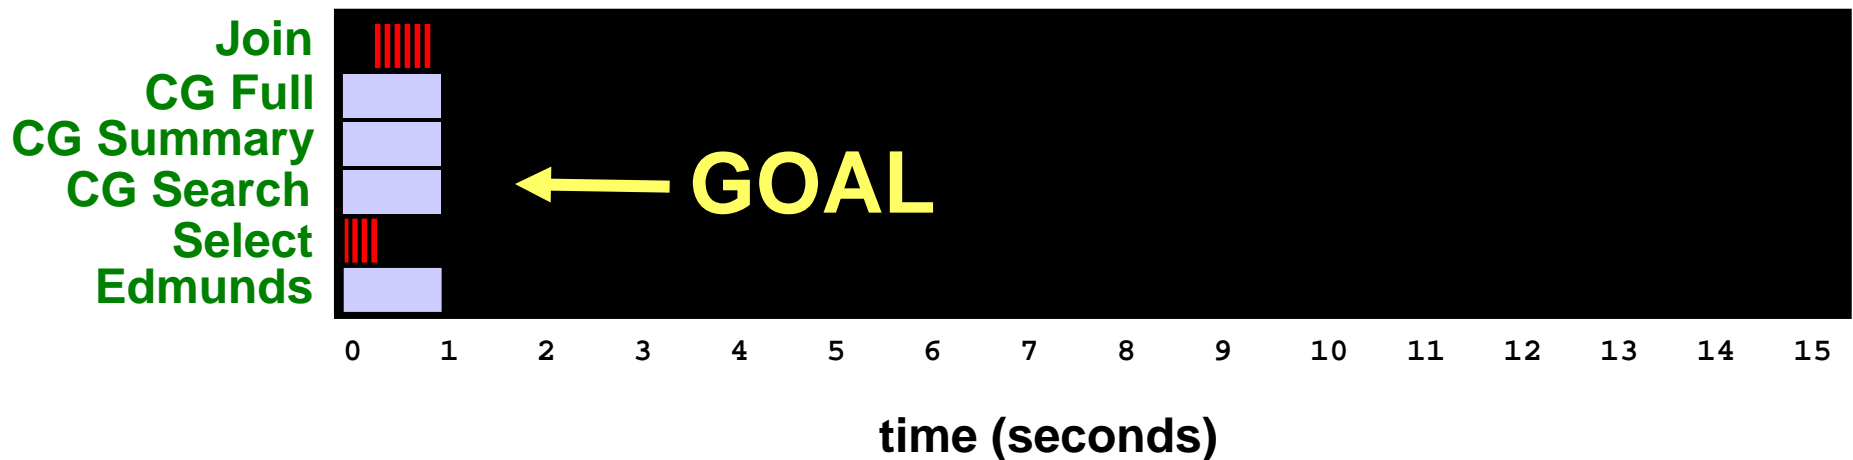 Join
CG Full
CG Summary
CG Search
Select
Edmunds
GOAL
0 1 2 3 4 5 6 7 8 9 10 11 12 13 14 15
time (seconds)